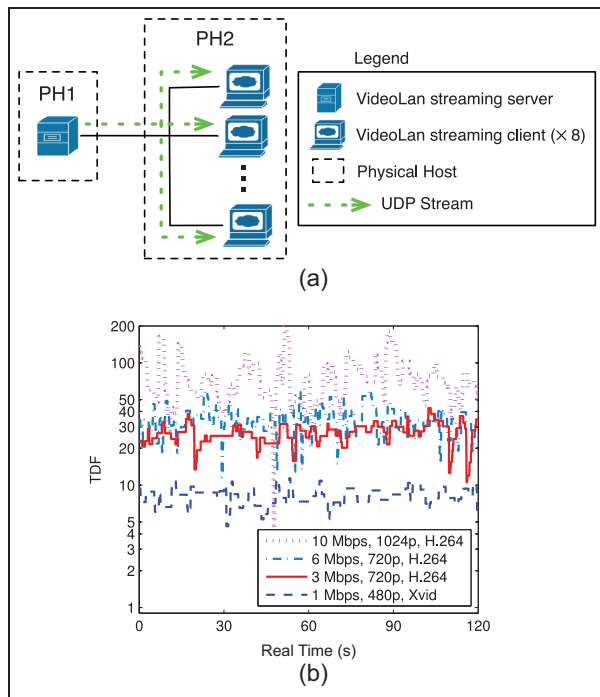 PH1
PH2
Legend
VideoLan streaming server
VideoLan streaming client (× 8)
Physical Host
UDP Stream
(a)
200
100
50
40
30
20
10
5
4
3
2
1
TDF
0
30
60
90
120
Real Time (s)
10 Mbps, 1024p, H.264
6 Mbps, 720p, H.264
3 Mbps, 720p, H.264
1 Mbps, 480p, Xvid
(b)